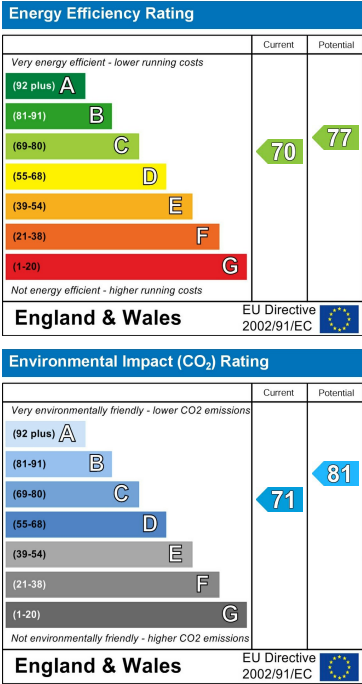 Energy Efficiency Rating
Current Potential
Very energy efficient - lower running costs
(92 plus) A
(81-91) B
(69-80) C
(55-68) D
(39-54) E
(21-38) F
(1-20) G
70
77
Not energy efficient - higher running costs
England & Wales
EU Directive
2002/91/EC
Environmental Impact (CO₂) Rating
Current Potential
Very environmentally friendly - lower CO2 emissions
(92 plus) A
(81-91) B
(69-80) C
(55-68) D
(39-54) E
(21-38) F
(1-20) G
71
81
Not environmentally friendly - higher CO2 emissions
England & Wales
EU Directive
2002/91/EC